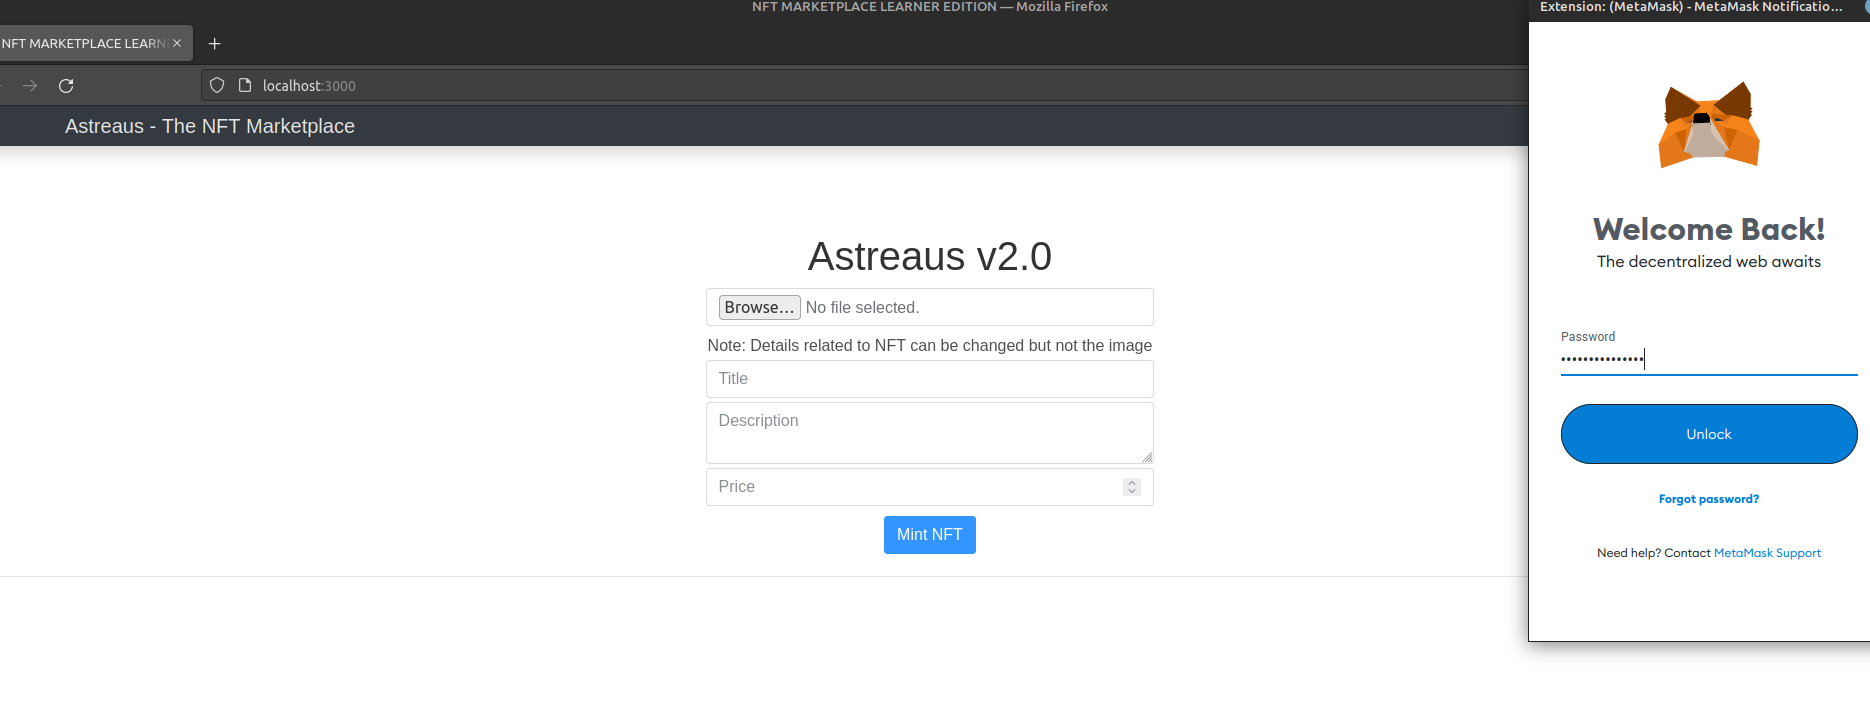 NFT MARKETPLACE LEARNER EDITION — Mozilla Firefox
NFT MARKETPLACE LEARNE
localhost:3000
Astreaus - The NFT Marketplace
Astreaus v2.0
Browse... No file selected.
Note: Details related to NFT can be changed but not the image
Title
Description
Price
Mint NFT
Extension: (MetaMask) - MetaMask Notificatio...
Welcome Back!
The decentralized web awaits
Password
Unlock
Forgot password?
Need help? Contact MetaMask Support